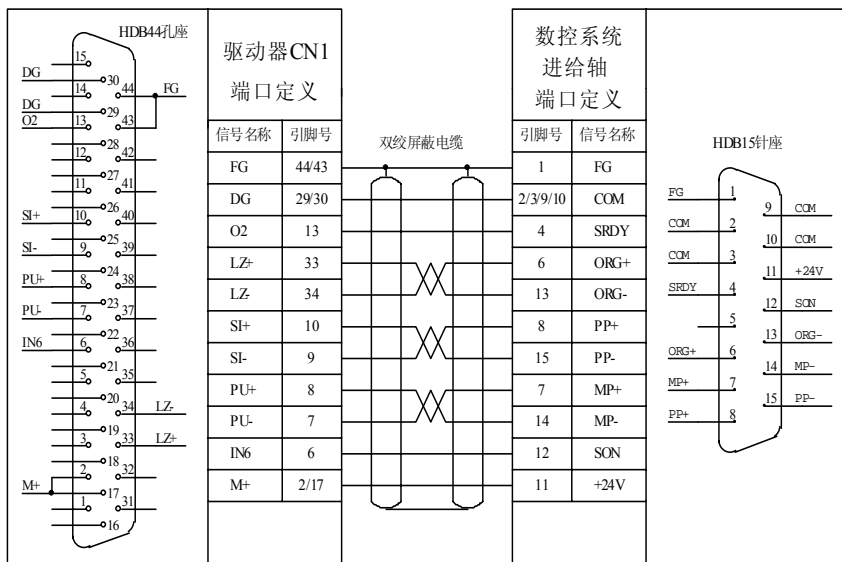 HDB44孔座
15
DG
30
14
44
FG
DG
29
O2
13
43
28
12
42
27
11
41
26
SI+
10
40
25
SI-
9
39
24
PU+
8
38
23
PU-
7
37
22
IN6
6
36
21
5
35
20
4
34
LZ-
19
3
33
LZ+
18
2
32
M+
17
1
31
16
驱动器CN1
端口定义
信号名称 引脚号
FG 44/43
DG 29/30
O2 13
LZ+ 33
LZ- 34
SI+ 10
SI- 9
PU+ 8
PU- 7
IN6 6
M+ 2/17
双绞屏蔽电缆
数控系统
进给轴
端口定义
引脚号 信号名称
1 FG
2/3/9/10 COM
4 SRDY
6 ORG+
13 ORG-
8 PP+
15 PP-
7 MP+
14 MP-
12 SON
11 +24V
HDB15针座
FG 1
9 COM
COM 2
10 COM
COM 3
11 +24V
SRDY 4
12 SON
5
13 ORG-
ORG+ 6
14 MP-
MP+ 7
15 PP-
PP+ 8